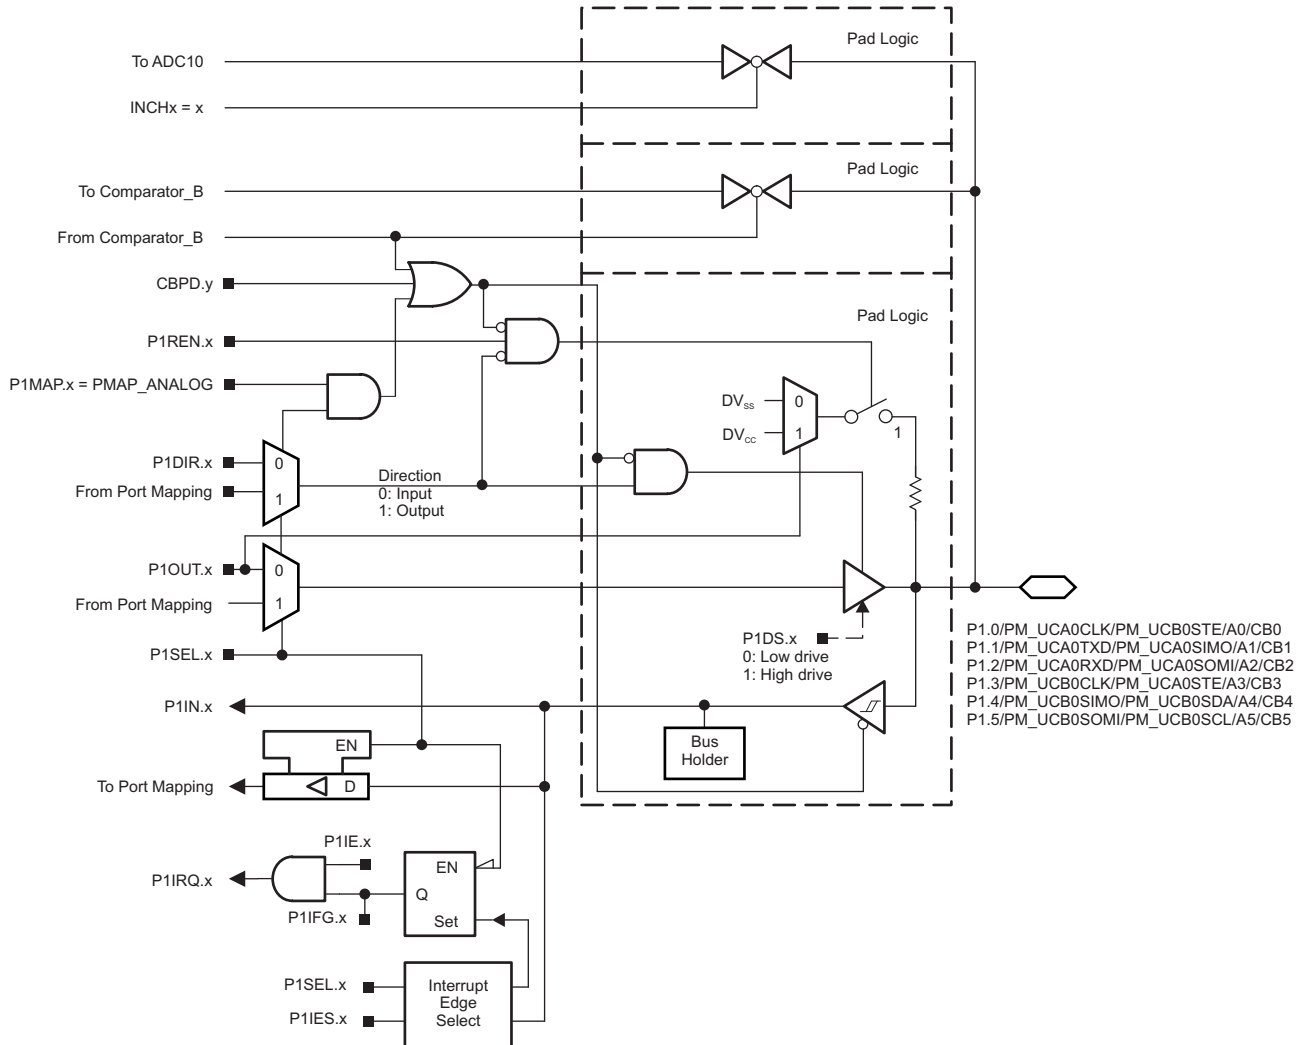 Pad Logic
To ADC10
INCHx = x
Pad Logic
To Comparator_B
From Comparator_B
CBPD.y
Pad Logic
P1REN.x
P1MAP.x = PMAP_ANALOG
DVSS
0
DVCC
1
1
P1DIR.x
0
From Port Mapping
1
Direction
0: Input
1: Output
P1OUT.x
0
From Port Mapping
1
P1SEL.x
P1DS.x
0: Low drive
1: High drive
P1.0/PM_UCA0CLK/PM_UCB0STE/A0/CB0
P1.1/PM_UCA0TXD/PM_UCA0SIMO/A1/CB1
P1.2/PM_UCA0RXD/PM_UCA0SOMI/A2/CB2
P1.3/PM_UCB0CLK/PM_UCA0STE/A3/CB3
P1.4/PM_UCB0SIMO/PM_UCB0SDA/A4/CB4
P1.5/PM_UCB0SOMI/PM_UCB0SCL/A5/CB5
P1IN.x
Bus
Holder
EN
To Port Mapping
D
P1IE.x
EN
P1IRQ.x
Q
P1IFG.x
Set
P1SEL.x
P1IES.x
Interrupt
Edge
Select